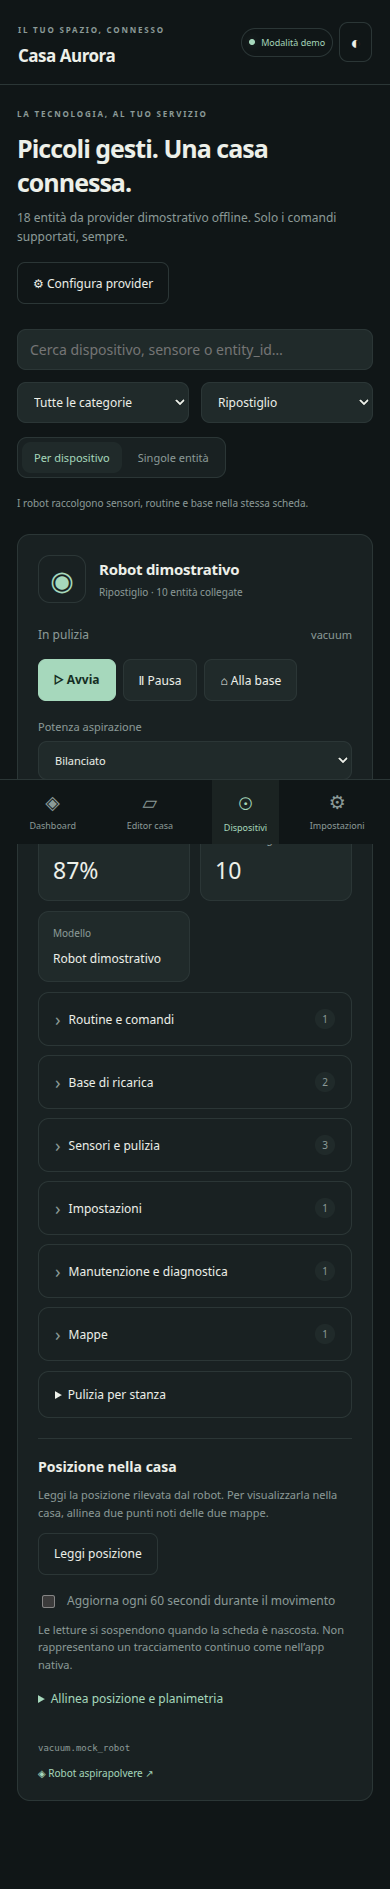 IL TUO SPAZIO, CONNESSO
Casa Aurora
Modalità demo
LA TECNOLOGIA, AL TUO SERVIZIO
Piccoli gesti. Una casa
connessa.
18 entità da provider dimostrativo offline. Solo i comandi
supportati, sempre.
⚙ Configura provider
Cerca dispositivo, sensore o entity_id...
Tutte le categorie
Ripostiglio
Per dispositivo
Singole entità
I robot raccolgono sensori, routine e base nella stessa scheda.
Robot dimostrativo
Ripostiglio · 10 entità collegate
In pulizia
vacuum
▷ Avvia
Ⅱ Pausa
⌂ Alla base
Potenza aspirazione
Bilanciato
Dashboard
Editor casa
Dispositivi
Impostazioni
87%
10
Modello
Robot dimostrativo
› Routine e comandi 1
› Base di ricarica 2
› Sensori e pulizia 3
› Impostazioni 1
› Manutenzione e diagnostica 1
› Mappe 1
▶ Pulizia per stanza
Posizione nella casa
Leggi la posizione rilevata dal robot. Per visualizzarla nella
casa, allinea due punti noti delle due mappe.
Leggi posizione
Aggiorna ogni 60 secondi durante il movimento
Le letture si sospendono quando la scheda è nascosta. Non
rappresentano un tracciamento continuo come nell'app
nativa.
▶ Allinea posizione e planimetria
vacuum.mock_robot
◈ Robot aspirapolvere ↗